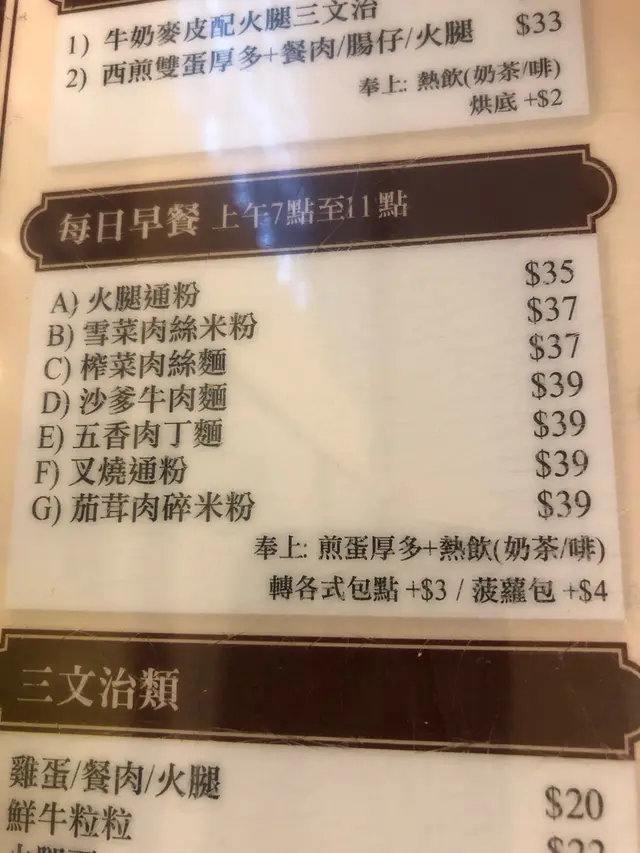 1) 牛奶麥皮配火腿三文治
2) 西煎雙蛋厚多+餐肉/腸仔/火腿 $33
奉上: 熱飲(奶茶/啡)
烘底 +$2
每日早餐 上午7點至11點
A) 火腿通粉 $35
B) 雪菜肉絲米粉 $37
C) 榨菜肉絲麵 $37
D) 沙爹牛肉麵 $39
E) 五香肉丁麵 $39
F) 叉燒通粉 $39
G) 茄茸肉碎米粉 $39
奉上: 煎蛋厚多+熱飲(奶茶/啡)
轉各式包點 +$3 / 菠蘿包 +$4
三文治類
雞蛋/餐肉/火腿 $20
鮮牛粒粒